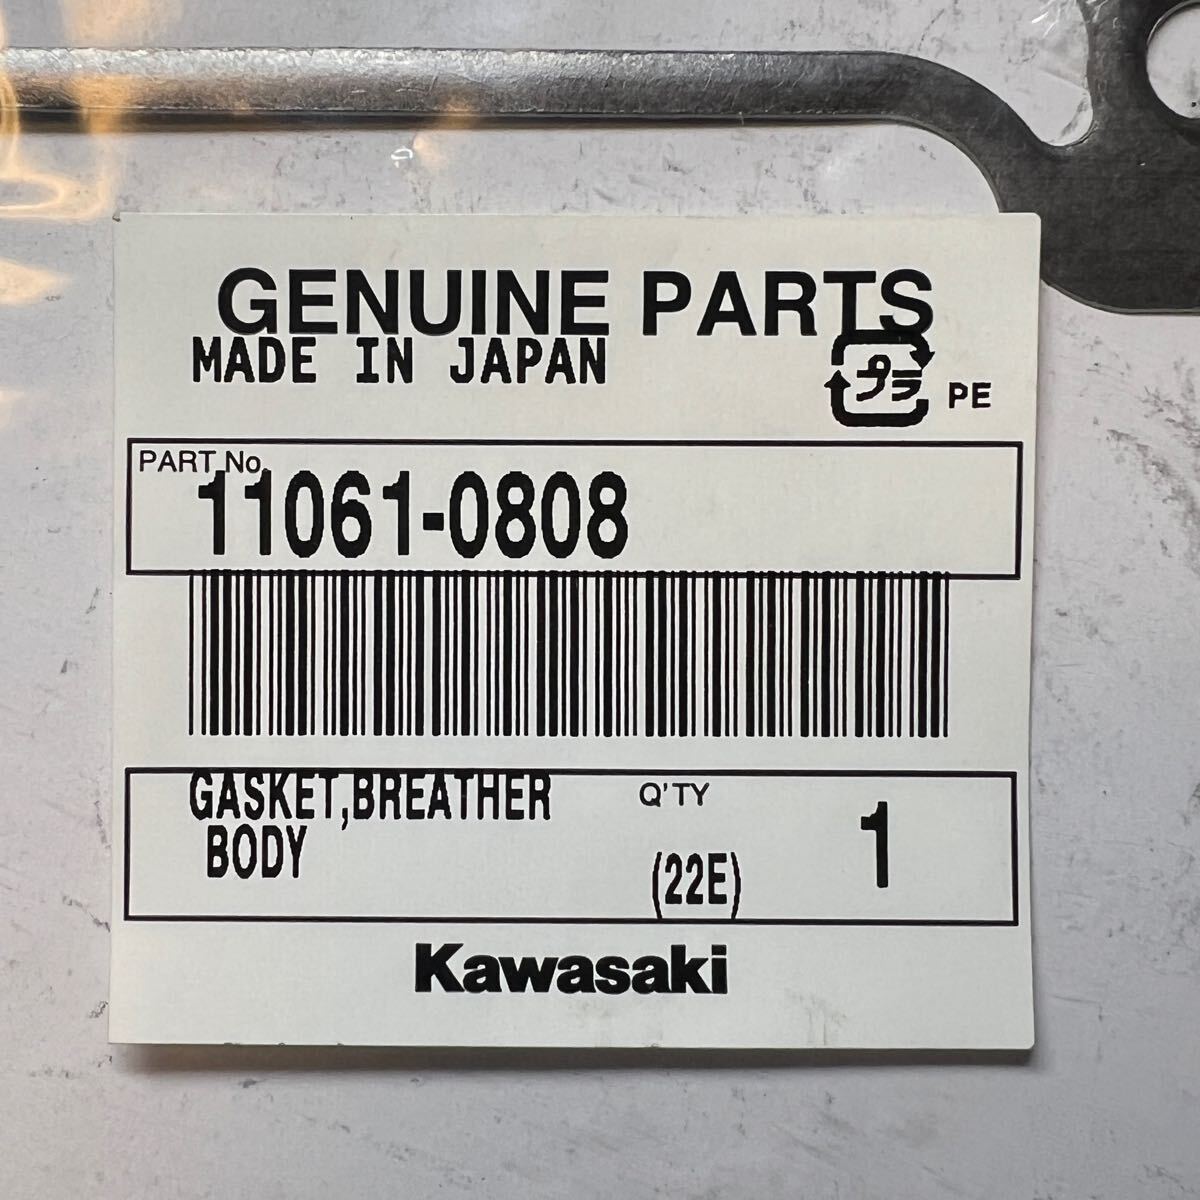 GENUINE PARTS
MADE IN JAPAN
プラ PE
PART No.
11061-0808
GASKET,BREATHER
BODY
Q'TY
(22E)
1
Kawasaki